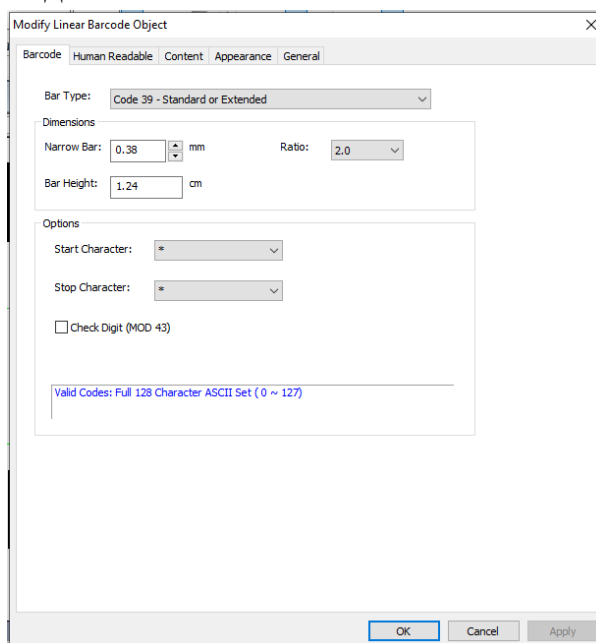 Modify Linear Barcode Object
Barcode Human Readable Content Appearance General
Bar Type: Code 39 - Standard or Extended
Dimensions
Narrow Bar: 0.38 mm Ratio: 2.0
Bar Height: 1.24 cm
Options
Start Character: *
Stop Character: *
Check Digit (MOD 43)
Valid Codes: Full 128 Character ASCII Set ( 0 ~ 127)
OK Cancel Apply